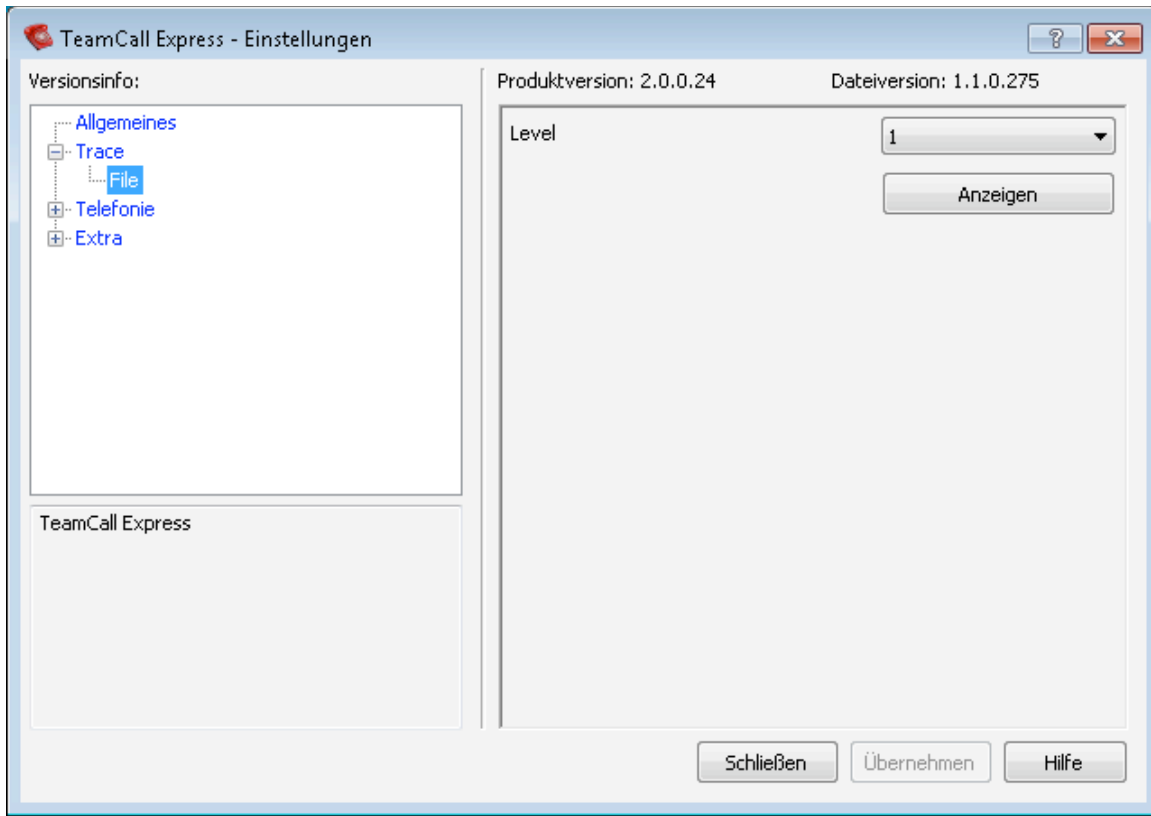 TeamCall Express - Einstellungen
Versionsinfo:
Produktversion: 2.0.0.24 Dateiversion: 1.1.0.275
Allgemeines
Trace
File
Telefonie
Extra
Level 1
Anzeigen
TeamCall Express
Schließen Übernehmen Hilfe